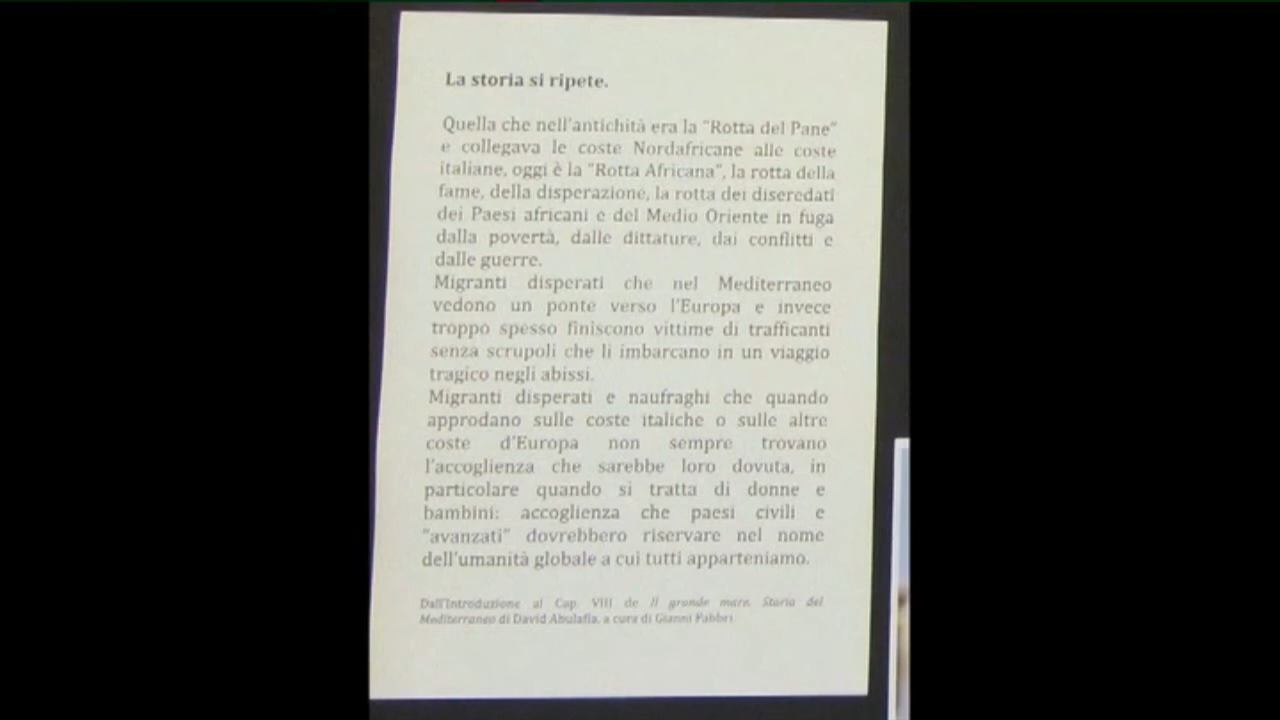 La storia si ripete.
Quella che nell'antichità era la "Rotta del Pane"
e collegava le coste Nordafricane alle coste
italiane, oggi è la "Rotta Africana", la rotta della
fame, della disperazione, la rotta dei diseredati
dei Paesi africani e del Medio Oriente in fuga
dalla povertà, dalle dittature, dai conflitti e
dalle guerre.
Migranti disperati che nel Mediterraneo
vedono un ponte verso l'Europa e invece
troppo spesso finiscono vittime di trafficanti
senza scrupoli che li imbarcano in un viaggio
tragico negli abissi.
Migranti disperati e naufraghi che quando
approdano sulle coste italiche o sulle altre
coste d'Europa non sempre trovano
l'accoglienza che sarebbe loro dovuta, in
particolare quando si tratta di donne e
bambini: accoglienza che paesi civili e
"avanzati" dovrebbero riservare nel nome
dell'umanità globale a cui tutti apparteniamo.
Dall'Introduzione al Cap. VIII de Il grande mare. Storia del
Mediterraneo di David Abulafia, a cura di Gianni Fabbri.